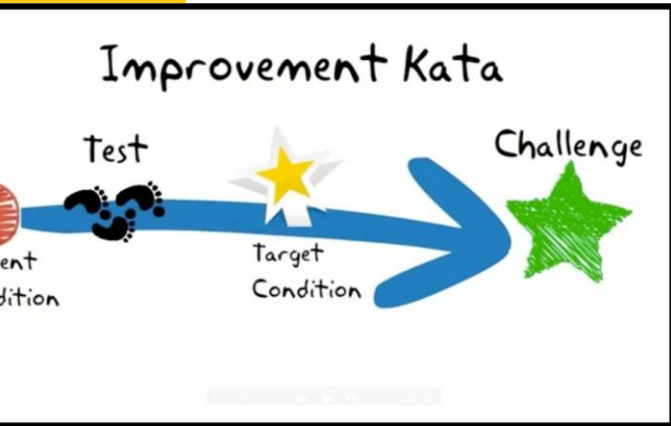 Improvement Kata
Test
Challenge
ent
dition
Target
Condition